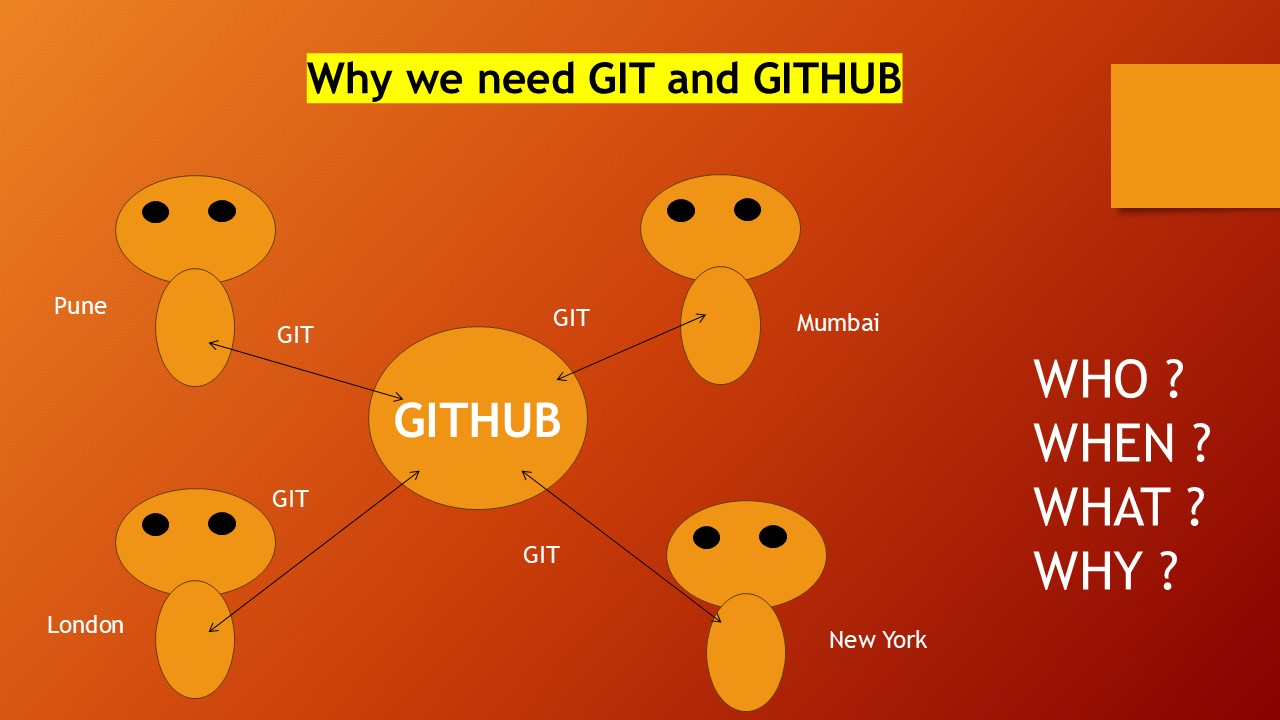 Why we need GIT and GITHUB
Pune
GIT
GIT
Mumbai
GITHUB
GIT
London
GIT
New York
WHO ?
WHEN ?
WHAT ?
WHY ?